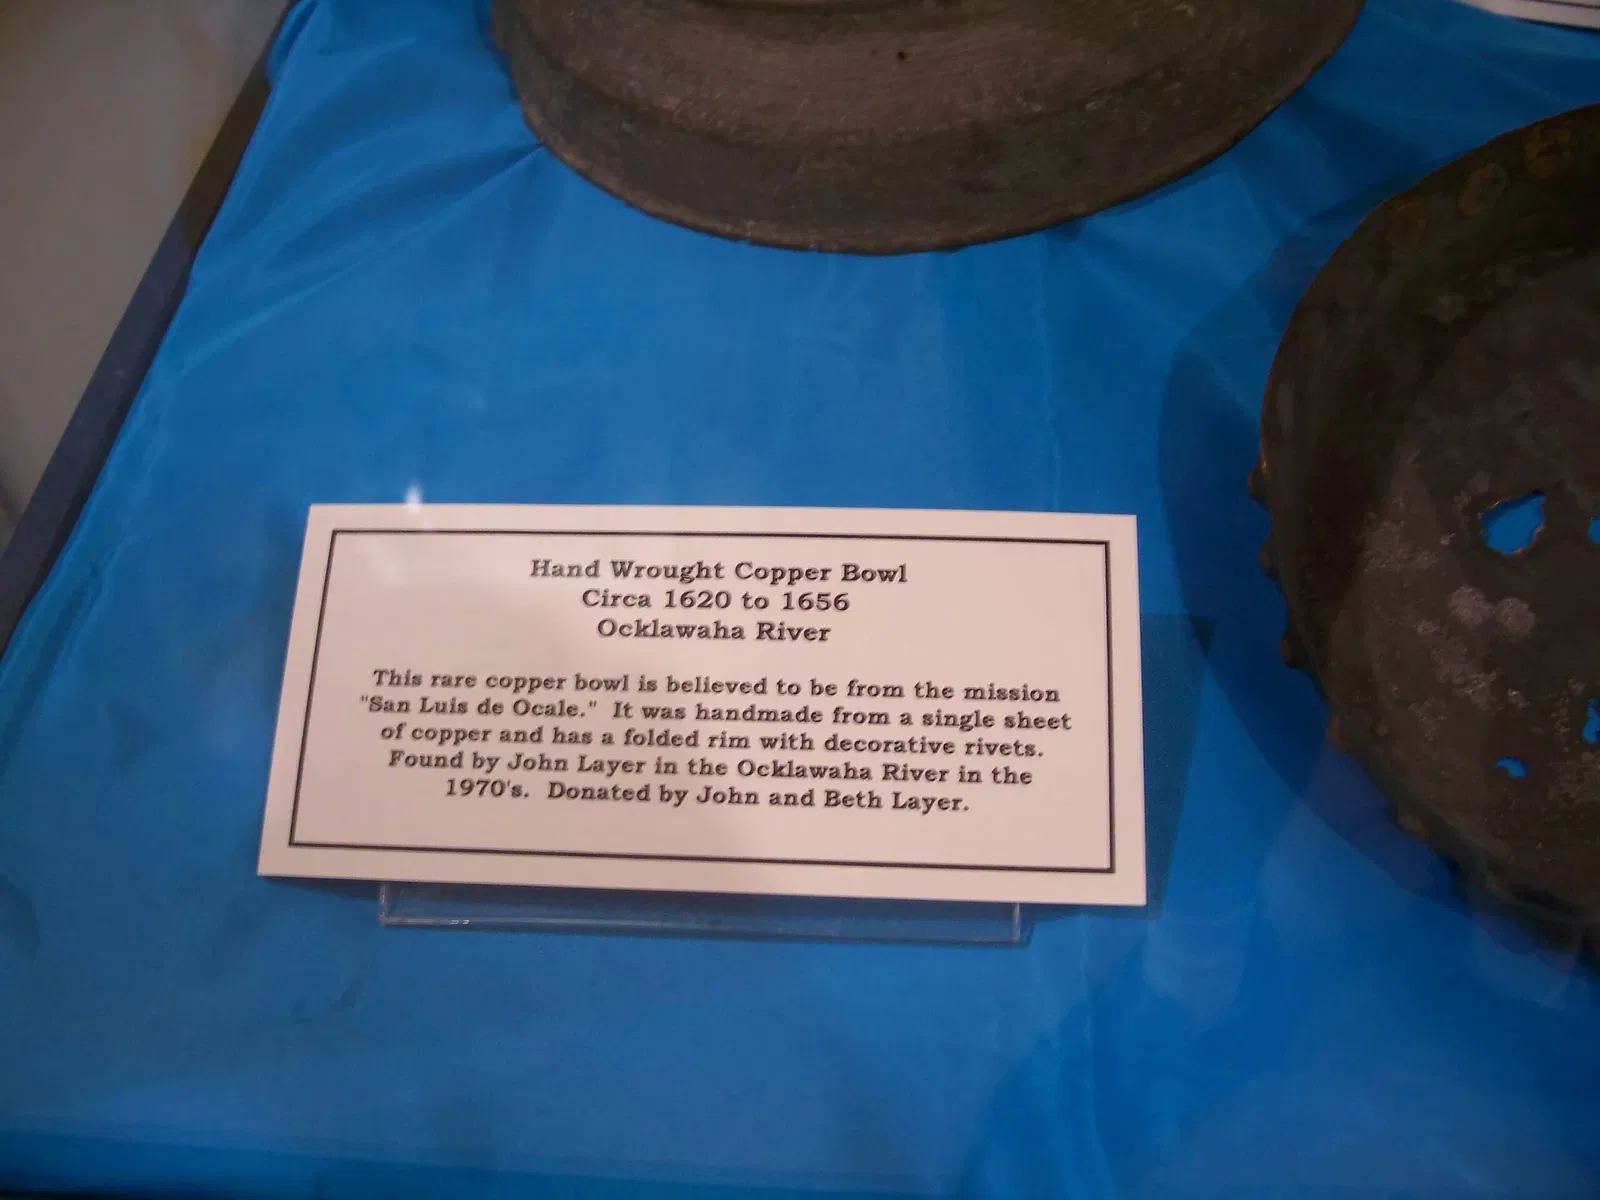 Hand Wrought Copper Bowl
Circa 1620 to 1656
Ocklawaha River
This rare copper bowl is believed to be from the mission
"San Luis de Ocale."  It was handmade from a single sheet
of copper and has a folded rim with decorative rivets.
Found by John Layer in the Ocklawaha River in the
1970's.  Donated by John and Beth Layer.